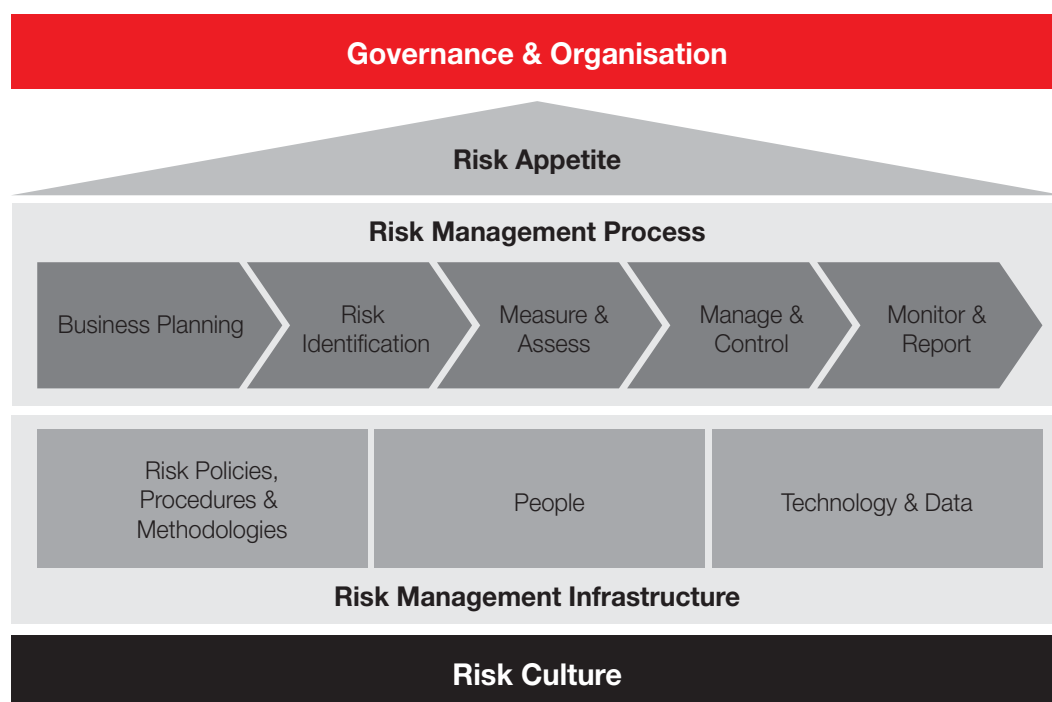 Governance & Organisation
Risk Appetite
Risk Management Process
Business Planning
Risk
Identification
Measure &
Assess
Manage &
Control
Monitor &
Report
Risk Policies,
Procedures &
Methodologies
People
Technology & Data
Risk Management Infrastructure
Risk Culture